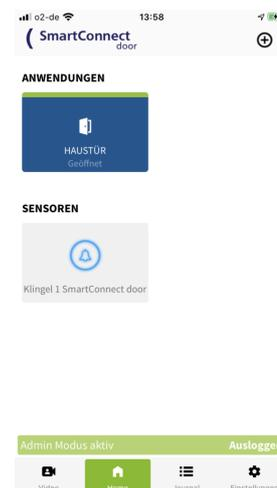 o2-de 13:58
SmartConnect
door
ANWENDUNGEN
HAUSTÜR
Geöffnet
SENSOREN
Klingel 1 SmartConnect door
Admin Modus aktiv Auslogge
Video Home Journal Einstellungen